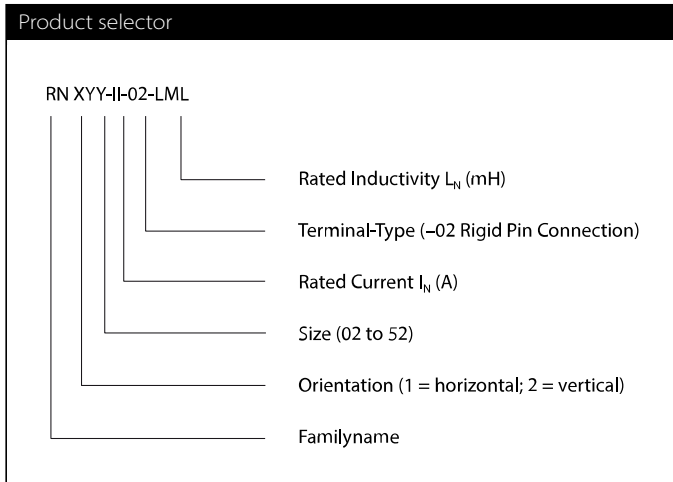 Product selector
RN XYY-II-02-LML
Rated Inductivity LN (mH)
Terminal-Type (–02 Rigid Pin Connection)
Rated Current IN (A)
Size (02 to 52)
Orientation (1 = horizontal; 2 = vertical)
Familyname